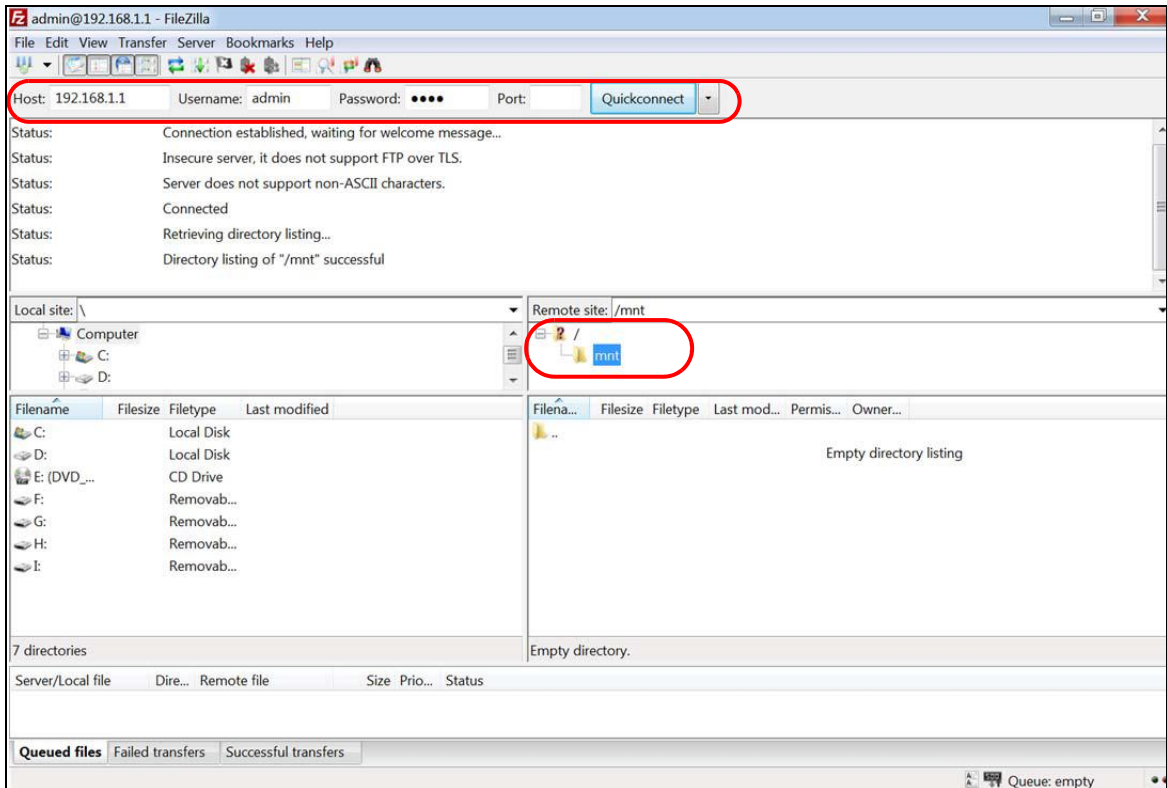 admin@192.168.1.1 - FileZilla
File Edit View Transfer Server Bookmarks Help
Host: 192.168.1.1 Username: admin Password: ●●●● Port: Quickconnect
Status: Connection established, waiting for welcome message...
Status: Insecure server, it does not support FTP over TLS.
Status: Server does not support non-ASCII characters.
Status: Connected
Status: Retrieving directory listing...
Status: Directory listing of "/mnt" successful
Local site: \ Remote site: /mnt
Computer /
C: mnt
D:
Filename Filesize Filetype Last modified Filena... Filesize Filetype Last mod... Permis... Owner...
C: Local Disk ..
D: Local Disk Empty directory listing
E: (DVD_... CD Drive
F: Removab...
G: Removab...
H: Removab...
I: Removab...
7 directories Empty directory.
Server/Local file Dire... Remote file Size Prio... Status
Queued files Failed transfers Successful transfers
Queue: empty